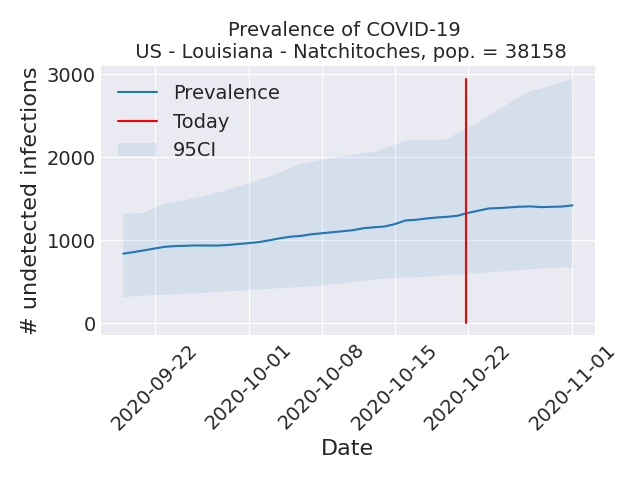 Prevalence of COVID-19
US - Louisiana - Natchitoches, pop. = 38158
# undetected infections
3000
2000
1000
0
Prevalence
Today
95CI
2020-09-22
2020-10-01
2020-10-08
2020-10-15
2020-10-22
2020-11-01
Date